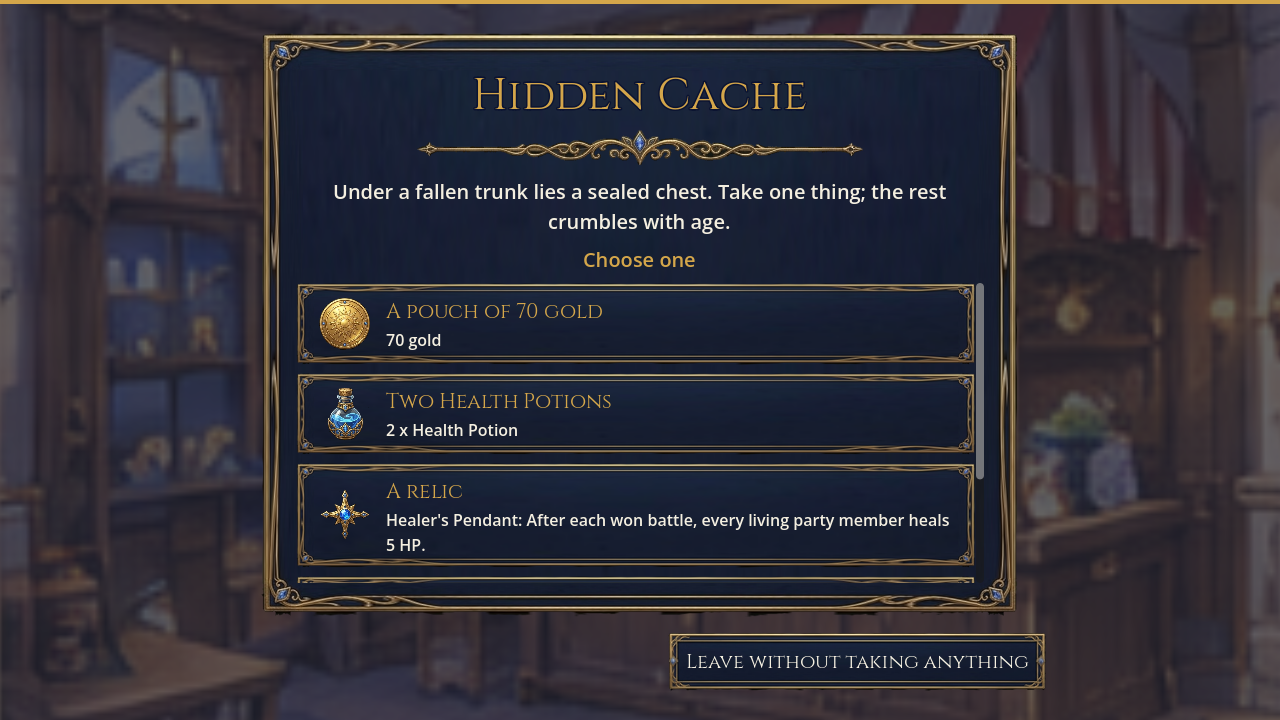 Hidden Cache
Under a fallen trunk lies a sealed chest. Take one thing; the rest
crumbles with age.
Choose one
A pouch of 70 gold
70 gold
Two Health Potions
2 x Health Potion
A relic
Healer's Pendant: After each won battle, every living party member heals
5 HP.
Leave without taking anything